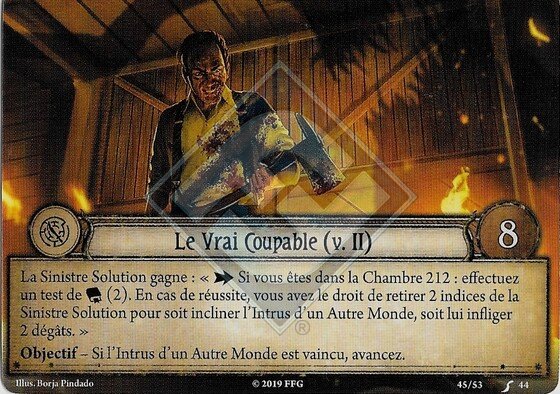 Le Vrai Coupable (v. II)
8
La Sinistre Solution gagne : « Si vous êtes dans la Chambre 212 : effectuez
un test de (2). En cas de réussite, vous avez le droit de retirer 2 indices de la
Sinistre Solution pour soit incliner l'Intrus d'un Autre Monde, soit lui infliger
2 dégâts. »
Objectif – Si l'Intrus d'un Autre Monde est vaincu, avancez.
Illus. Borja Pindado
© 2019 FFG
45/53
44
®